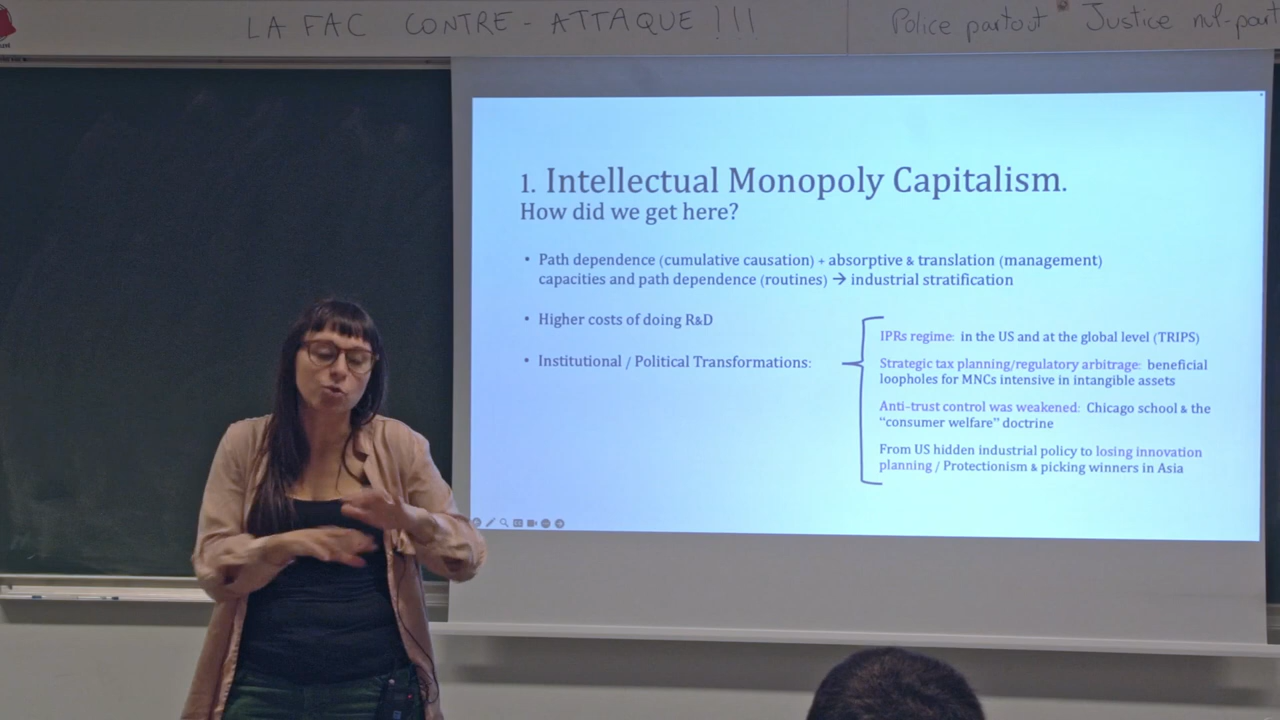 LA FAC CONTRE-ATTAQUE !!!
Police partout Justice nul-part
1. Intellectual Monopoly Capitalism.
How did we get here?
• Path dependence (cumulative causation) + absorptive & translation (management)
capacities and path dependence (routines) → industrial stratification
• Higher costs of doing R&D
• Institutional / Political Transformations:
IPRs regime: in the US and at the global level (TRIPS)
Strategic tax planning/regulatory arbitrage: beneficial
loopholes for MNCs intensive in intangible assets
Anti-trust control was weakened: Chicago school & the
“consumer welfare” doctrine
From US hidden industrial policy to losing innovation
planning / Protectionism & picking winners in Asia